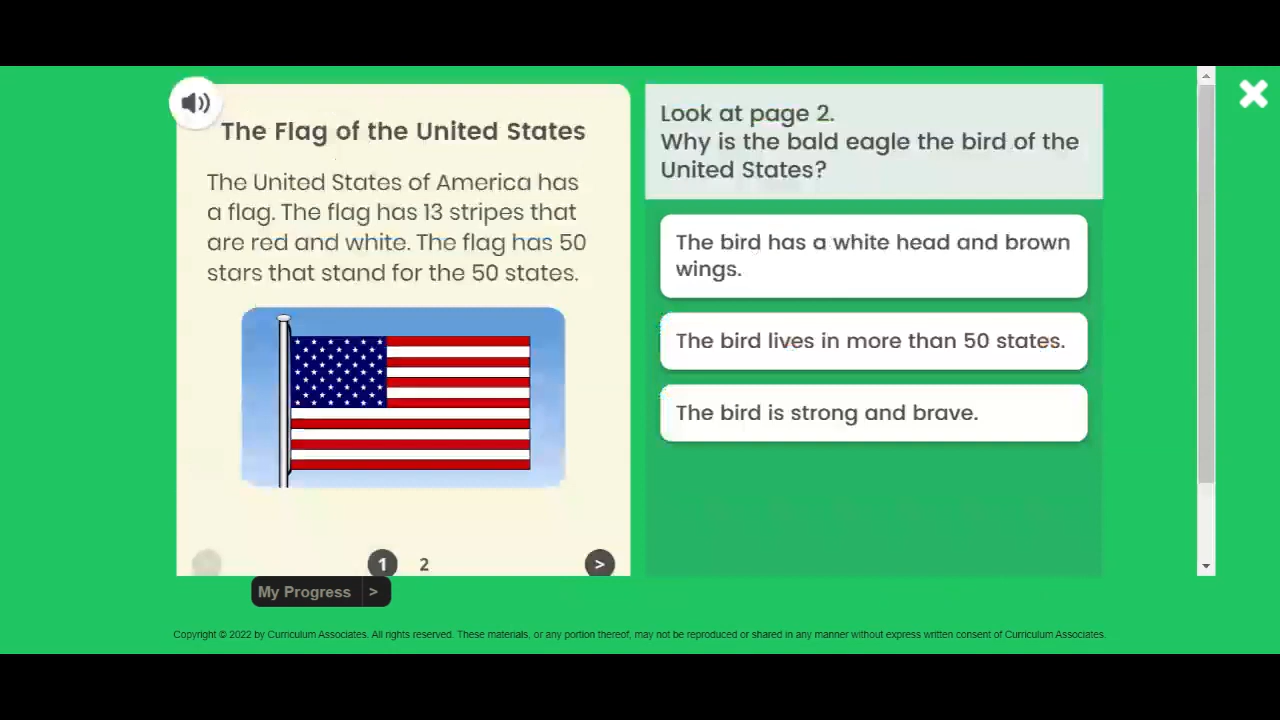 The Flag of the United States
The United States of America has
a flag. The flag has 13 stripes that
are red and white. The flag has 50
stars that stand for the 50 states.
1 2 >
My Progress >
Look at page 2.
Why is the bald eagle the bird of the
United States?
The bird has a white head and brown
wings.
The bird lives in more than 50 states.
The bird is strong and brave.
Copyright © 2022 by Curriculum Associates. All rights reserved. These materials, or any portion thereof, may not be reproduced or shared in any manner without express written consent of Curriculum Associates.